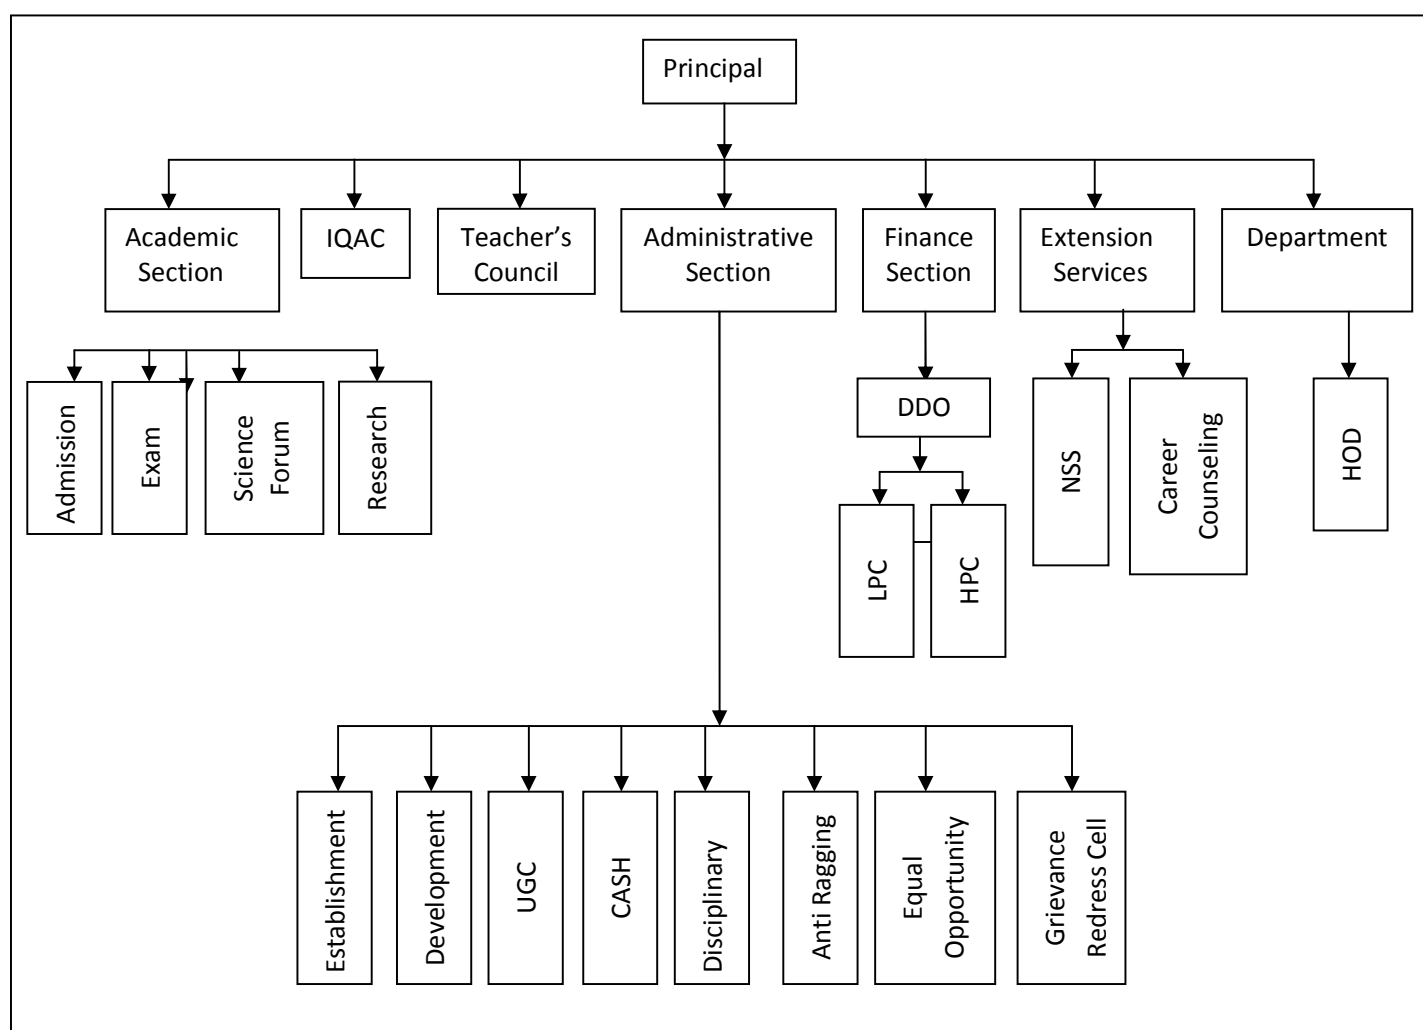 Principal
Academic
Section
IQAC
Teacher’s
Council
Administrative
Section
Finance
Section
Extension
Services
Department
Admission
Exam
Science
Forum
Research
DDO
NSS
Career
Counseling
HOD
LPC
HPC
Establishment
Development
UGC
CASH
Disciplinary
Anti Ragging
Equal
Opportunity
Grievance
Redress Cell